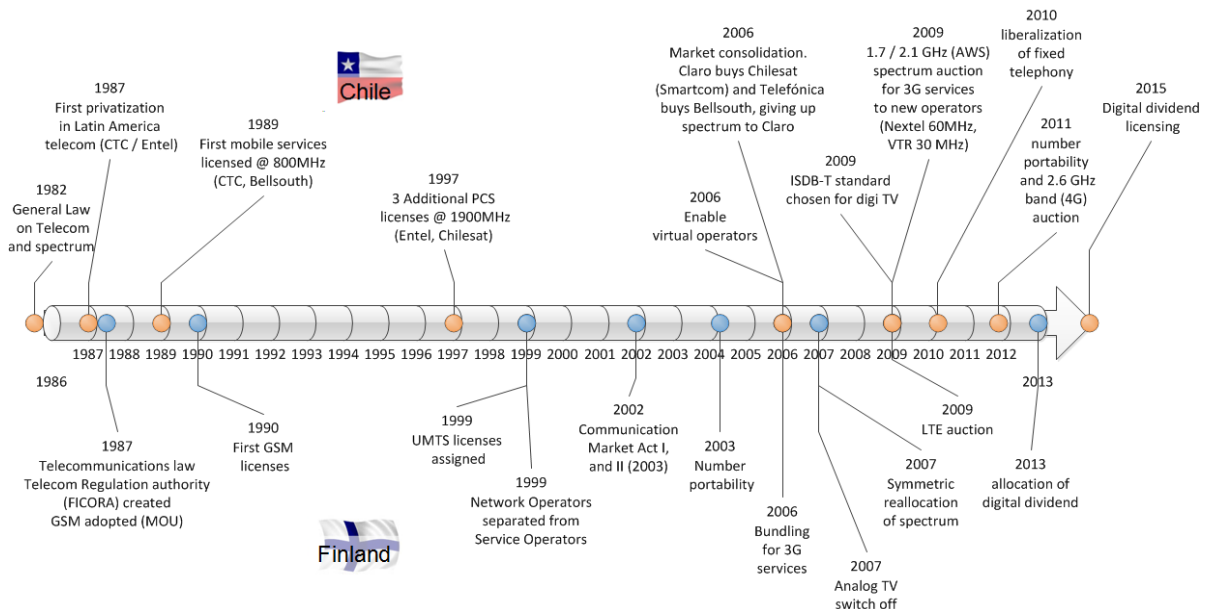 Chile
1982
General Law
on Telecom
and spectrum
1987
First privatization
in Latin America
telecom (CTC / Entel)
1989
First mobile services
licensed @ 800MHz
(CTC, Bellsouth)
1997
3 Additional PCS
licenses @ 1900MHz
(Entel, Chilesat)
2006
Market consolidation.
Claro buys Chilesat
(Smartcom) and Telefónica
buys Bellsouth, giving up
spectrum to Claro
2006
Enable
virtual operators
2009
ISDB-T standard
chosen for digi TV
2009
1.7 / 2.1 GHz (AWS)
spectrum auction
for 3G services
to new operators
(Nextel 60MHz,
VTR 30 MHz)
2010
liberalization
of fixed
telephony
2011
number
portability
and 2.6 GHz
band (4G)
auction
2015
Digital dividend
licensing
1986
1987
1988
1989
1990
1991
1992
1993
1994
1995
1996
1997
1998
1999
2000
2001
2002
2003
2004
2005
2006
2007
2008
2009
2010
2011
2012
2013
1987
Telecommunications law
Telecom Regulation authority
(FICORA) created
GSM adopted (MOU)
1990
First GSM
licenses
1999
UMTS licenses
assigned
1999
Network Operators
separated from
Service Operators
2002
Communication
Market Act I,
and II (2003)
2003
Number
portability
2006
Bundling
for 3G
services
2007
Analog TV
switch off
2007
Symmetric
reallocation
of spectrum
2009
LTE auction
2013
allocation of
digital dividend
Finland